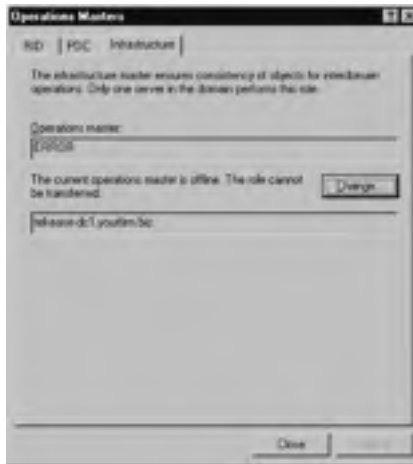 Operations Masters
RID PDC Infrastructure
The infrastructure master ensures consistency of objects for interdomain
operations. Only one server in the domain performs this role.
Operations master:
ERROR
The current operations master is offline. The role cannot
be transferred.
Change...
Close